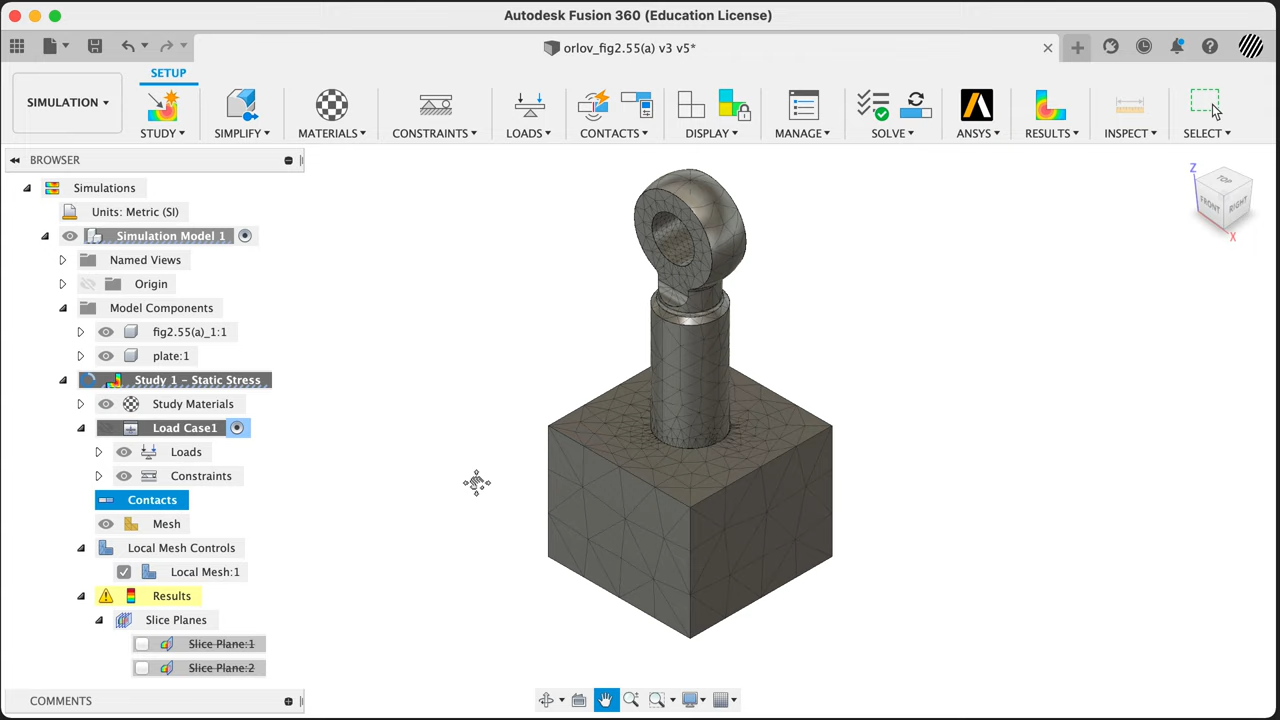 Autodesk Fusion 360 (Education License)
orlov_fig2.55(a) v3 v5*
SETUP
SIMULATION
STUDY
SIMPLIFY
MATERIALS
CONSTRAINTS
LOADS
CONTACTS
DISPLAY
MANAGE
SOLVE
ANSYS
RESULTS
INSPECT
SELECT
BROWSER
Simulations
Units: Metric (SI)
Simulation Model 1
Named Views
Origin
Model Components
fig2.55(a)_1:1
plate:1
Study 1 - Static Stress
Study Materials
Load Case1
Loads
Constraints
Contacts
Mesh
Local Mesh Controls
Local Mesh:1
Results
Slice Planes
Slice Plane:1
Slice Plane:2
COMMENTS
Z
TOP
FRONT
RIGHT
X